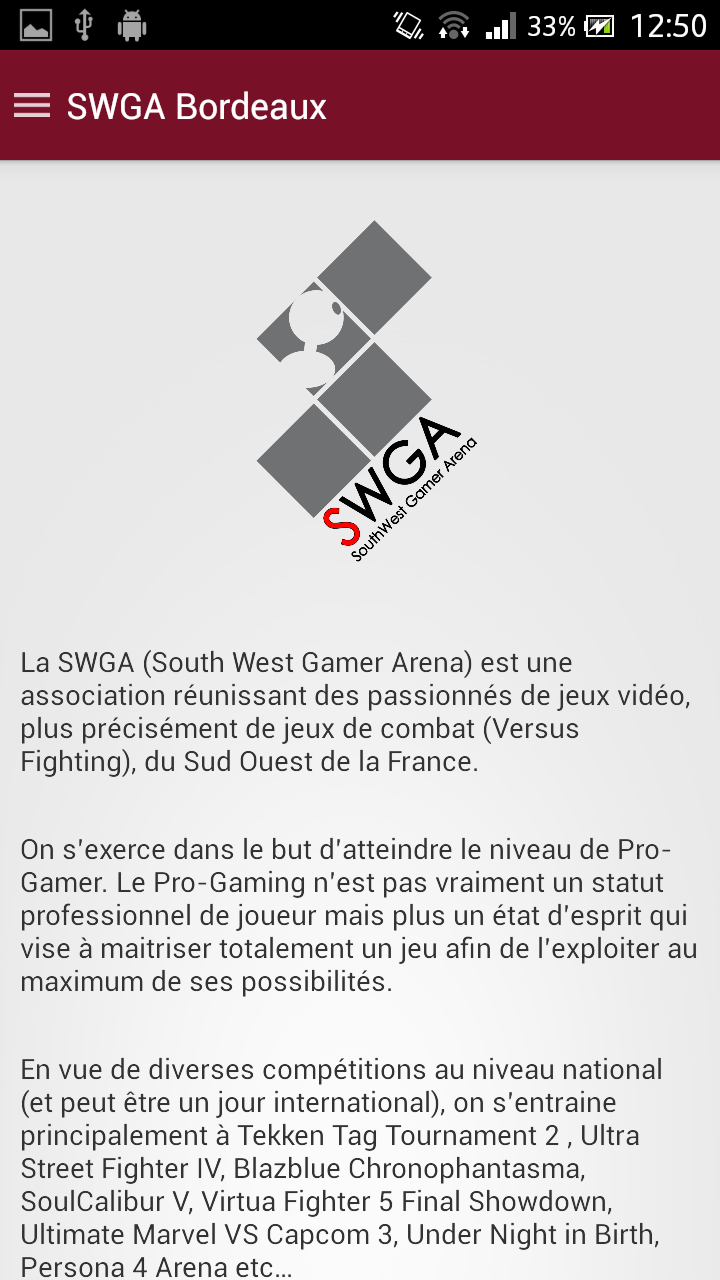 33% 12:50
SWGA Bordeaux
SWGA
SouthWest Gamer Arena
La SWGA (South West Gamer Arena) est une
association réunissant des passionnés de jeux vidéo,
plus précisément de jeux de combat (Versus
Fighting), du Sud Ouest de la France.
On s'exerce dans le but d'atteindre le niveau de Pro-
Gamer. Le Pro-Gaming n'est pas vraiment un statut
professionnel de joueur mais plus un état d'esprit qui
vise à maitriser totalement un jeu afin de l'exploiter au
maximum de ses possibilités.
En vue de diverses compétitions au niveau national
(et peut être un jour international), on s'entraine
principalement à Tekken Tag Tournament 2 , Ultra
Street Fighter IV, Blazblue Chronophantasma,
SoulCalibur V, Virtua Fighter 5 Final Showdown,
Ultimate Marvel VS Capcom 3, Under Night in Birth,
Persona 4 Arena etc...